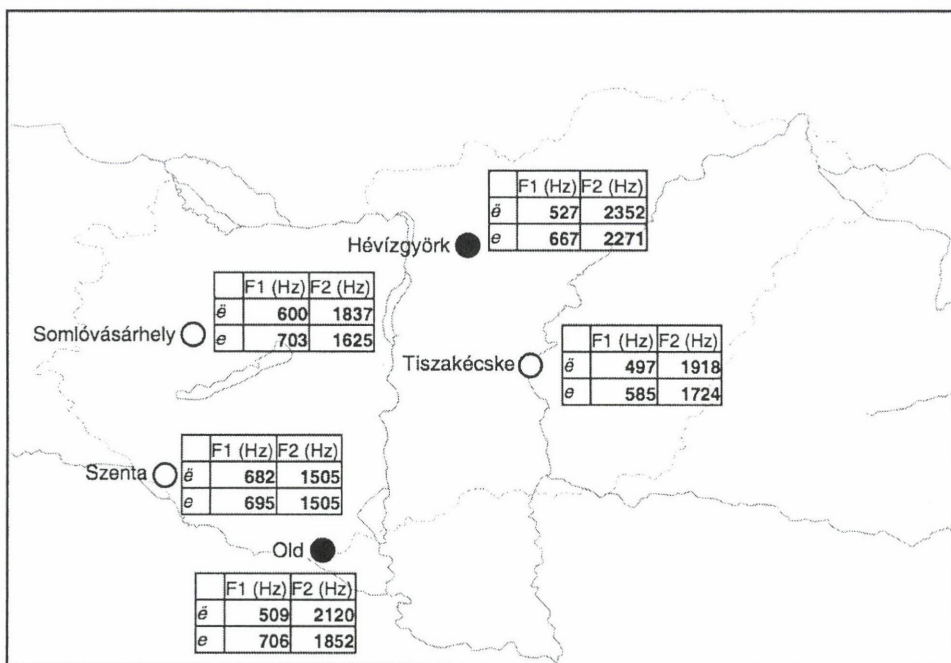 F1 (Hz) F2 (Hz)
ë 527 2352
e 667 2271
Hévízgyörk
F1 (Hz) F2 (Hz)
ë 600 1837
e 703 1625
Somlóvásárhely
Tiszakécske
F1 (Hz) F2 (Hz)
ë 497 1918
e 585 1724
F1 (Hz) F2 (Hz)
Szenta
ë 682 1505
e 695 1505
Old
F1 (Hz) F2 (Hz)
ë 509 2120
e 706 1852